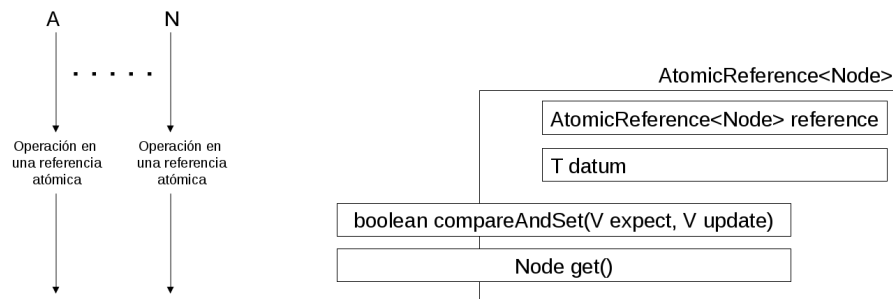 A
N
Operación en
una referencia
atómica
Operación en
una referencia
atómica
AtomicReference<Node>
AtomicReference<Node> reference
T datum
boolean compareAndSet(V expect, V update)
Node get()